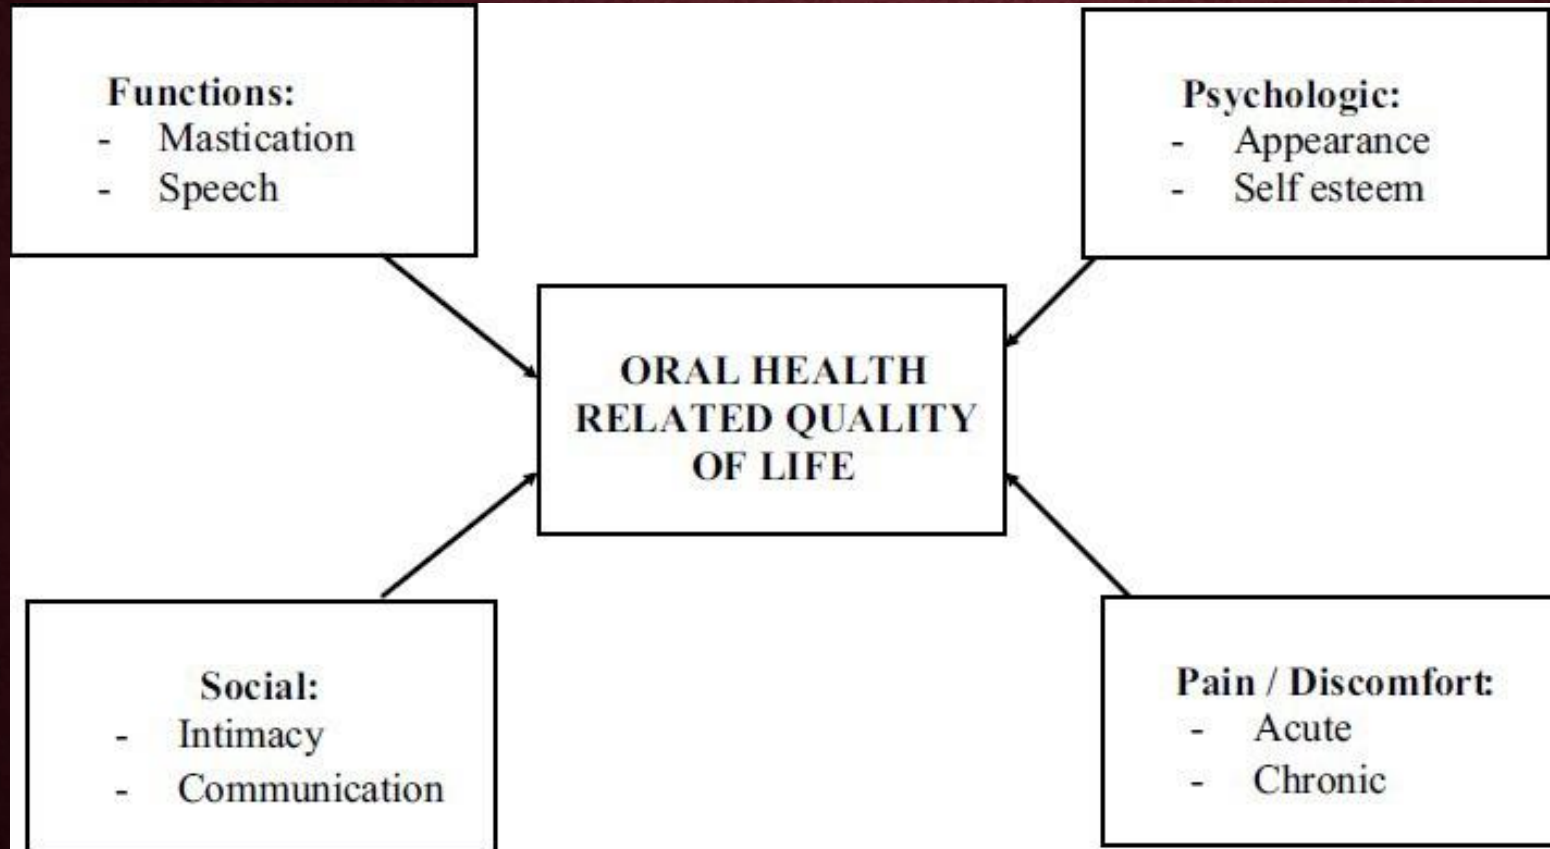 Functions:
- Mastication
- Speech
Psychologic:
- Appearance
- Self esteem
ORAL HEALTH
RELATED QUALITY
OF LIFE
Social:
- Intimacy
- Communication
Pain / Discomfort:
- Acute
- Chronic